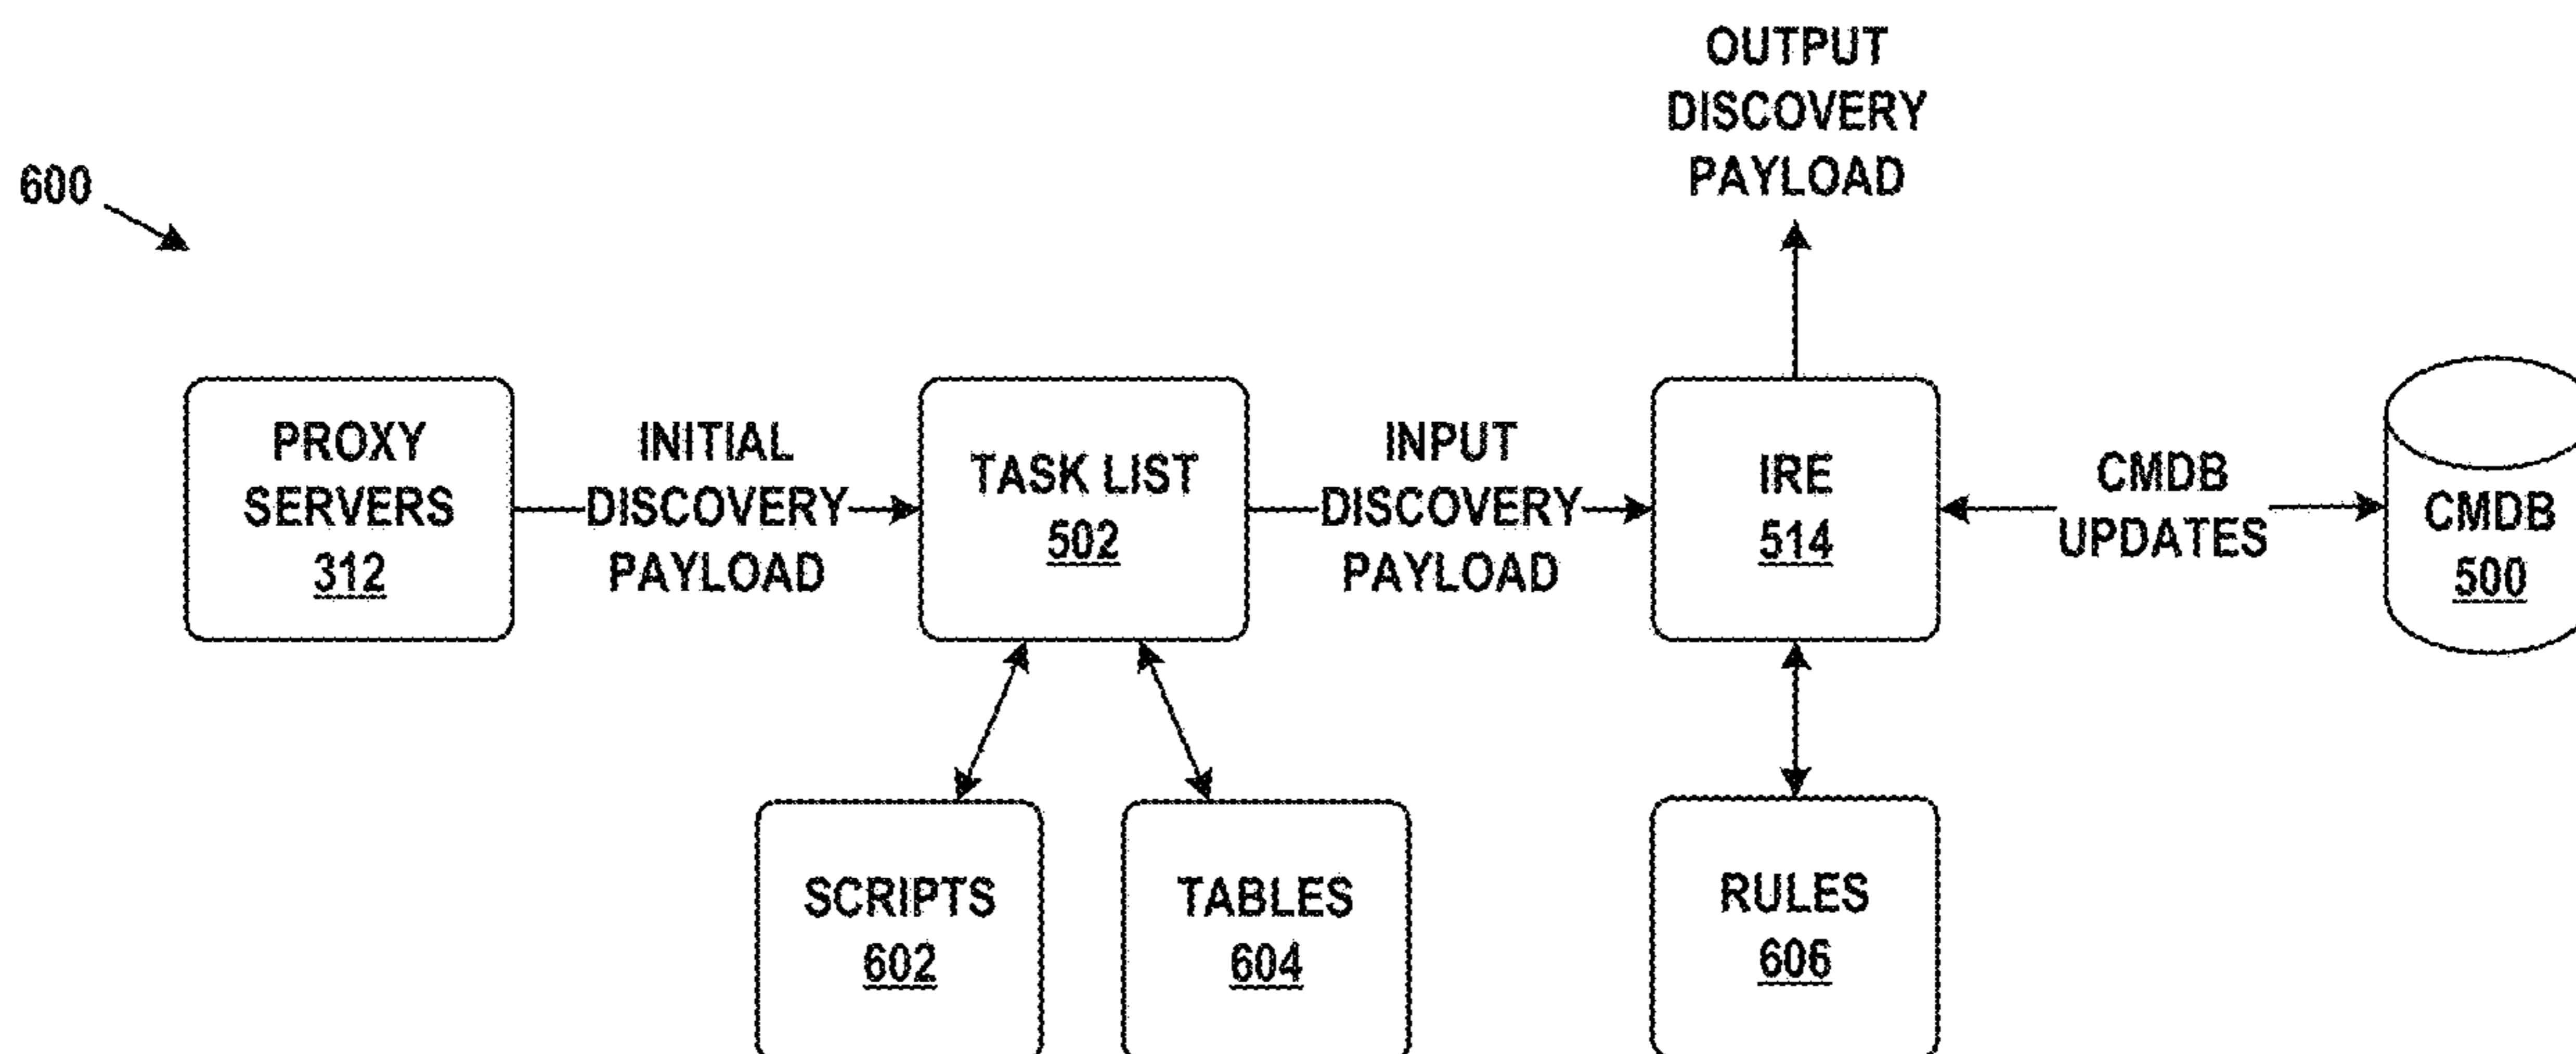 OUTPUT
DISCOVERY
PAYLOAD
600
PROXY
SERVERS
312
INITIAL
DISCOVERY
PAYLOAD
TASK LIST
502
INPUT
DISCOVERY
PAYLOAD
IRE
514
CMDB
UPDATES
CMDB
500
SCRIPTS
602
TABLES
604
RULES
606